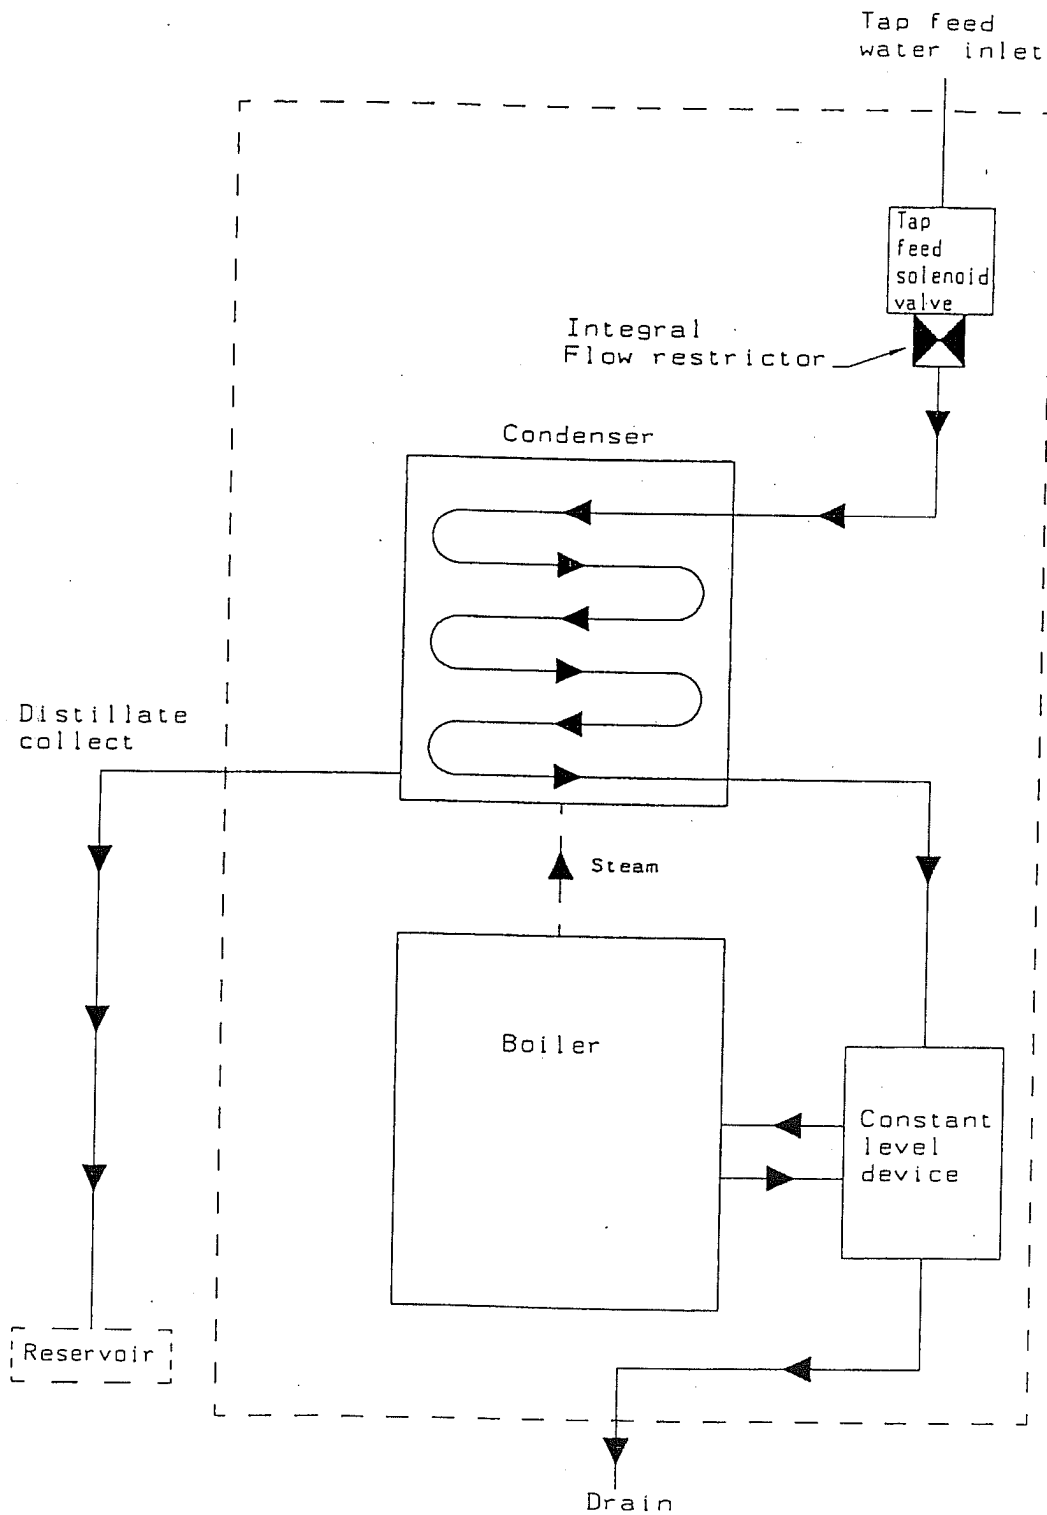 Tap feed
water inlet
Tap
feed
solenoid
valve
Integral
Flow restrictor
Condenser
Distillate
collect
Steam
Boiler
Constant
level
device
Reservoir
Drain